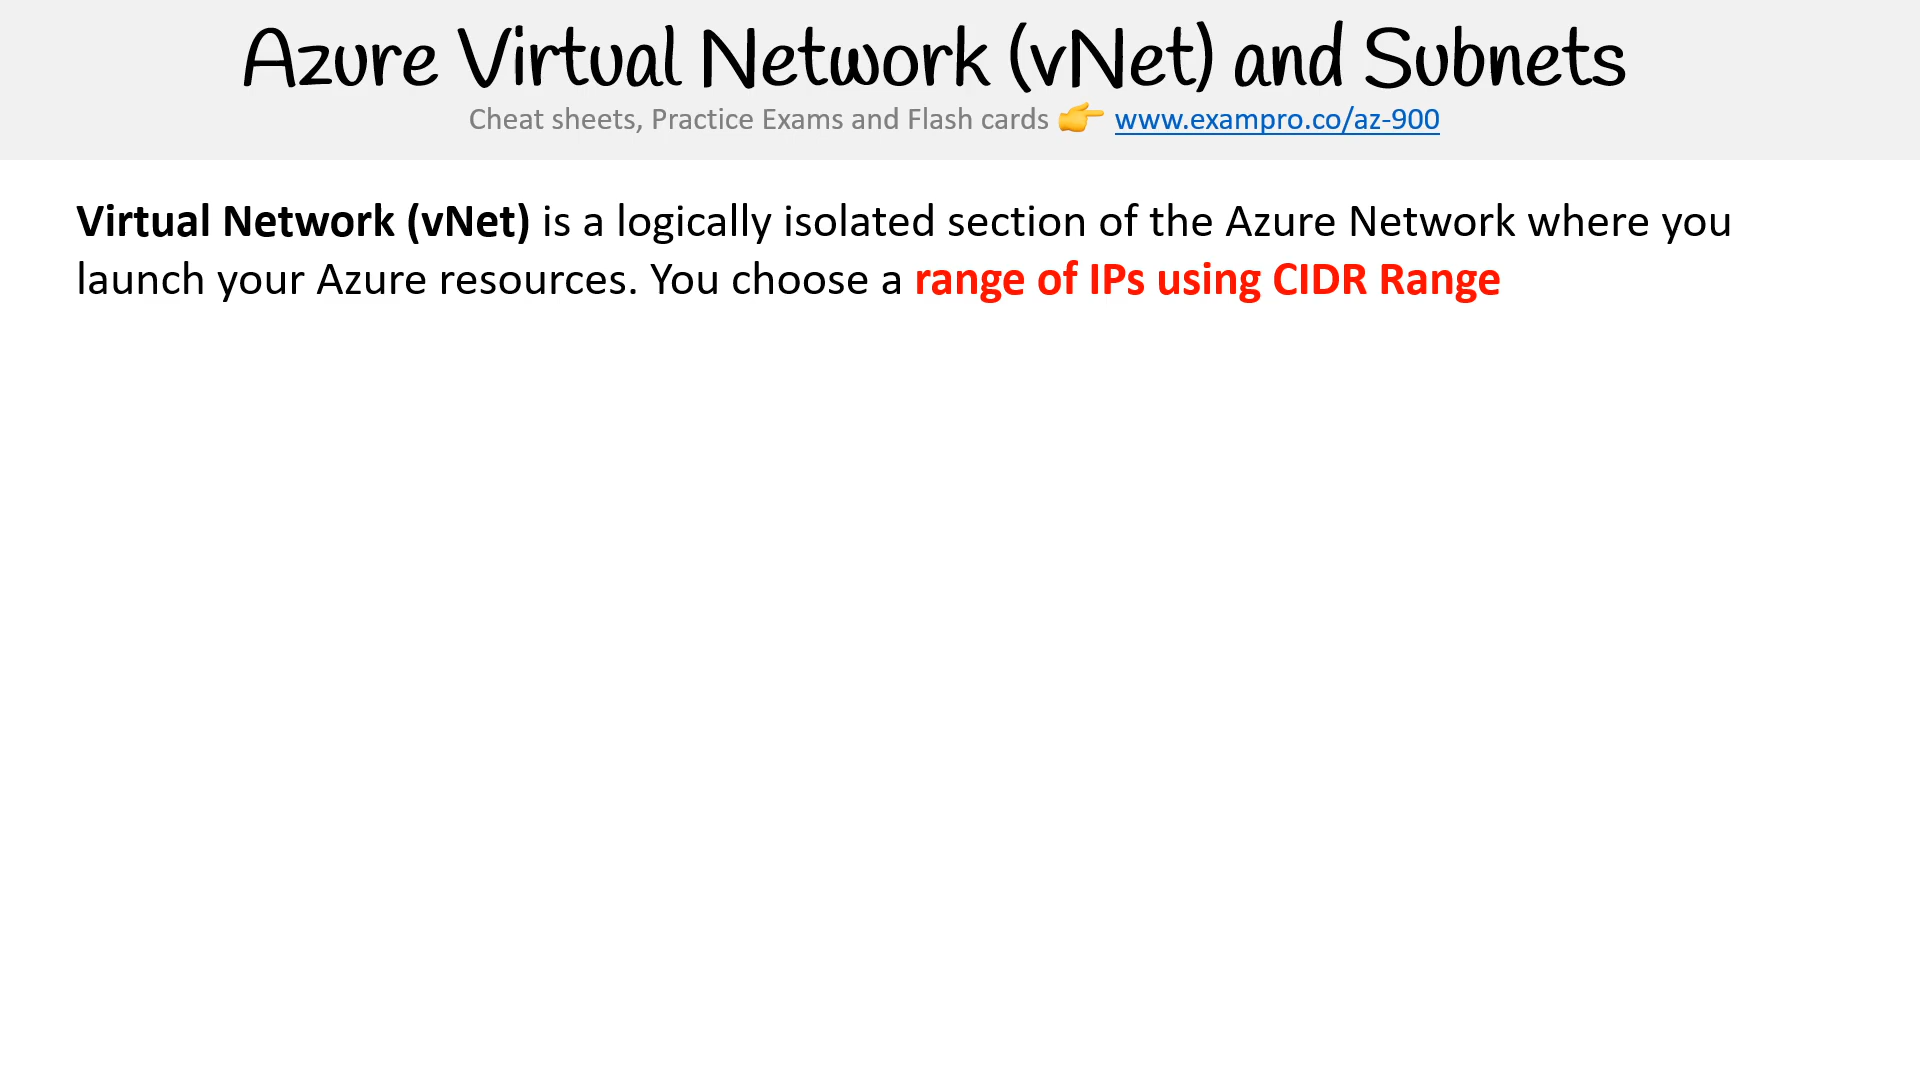 Azure Virtual Network (vNet) and Subnets
Cheat sheets, Practice Exams and Flash cards 👉 www.exampro.co/az-900
Virtual Network (vNet) is a logically isolated section of the Azure Network where you
launch your Azure resources. You choose a range of IPs using CIDR Range